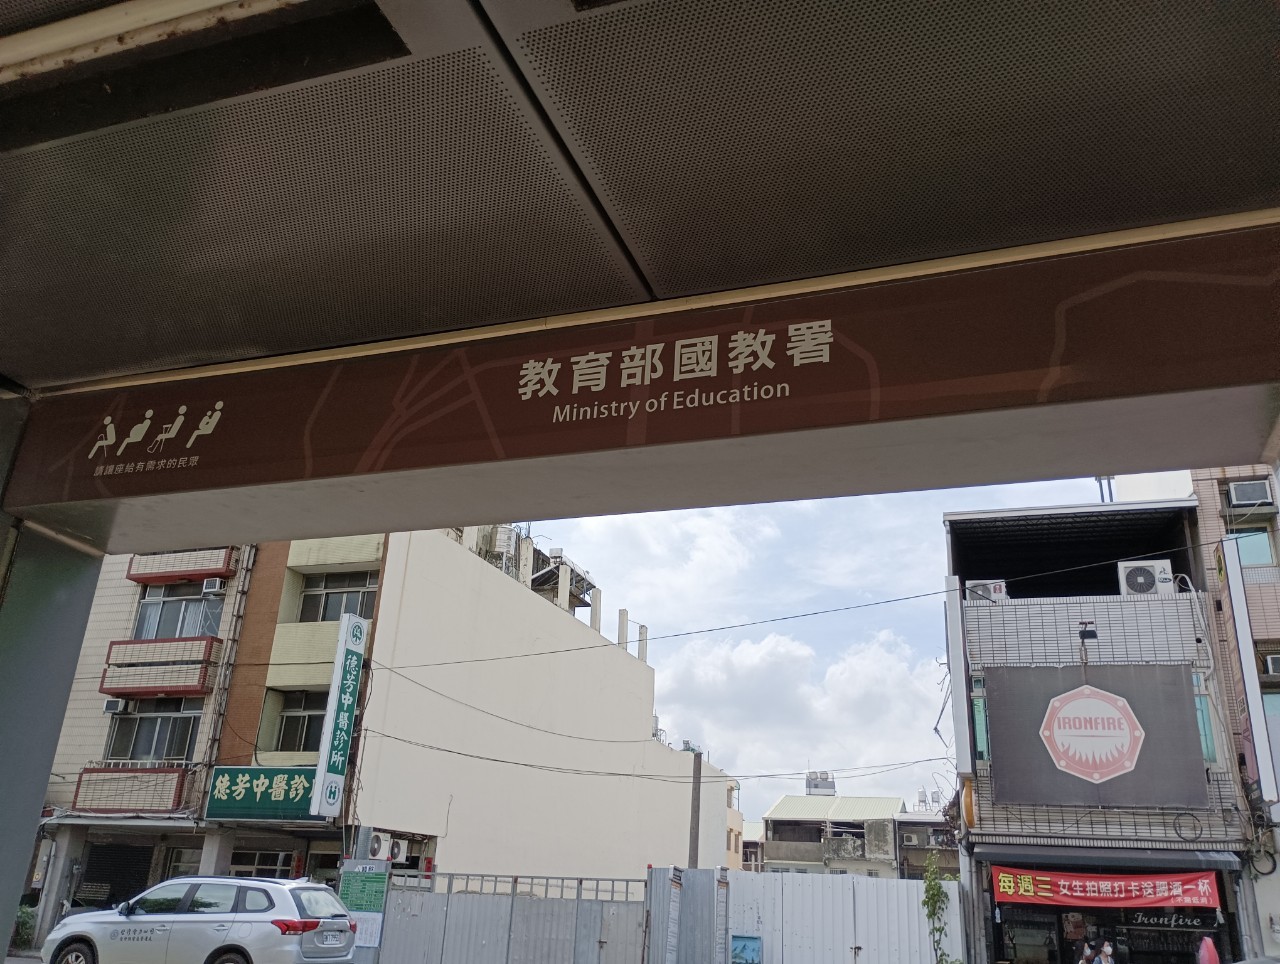 教育部國教署
Ministry of Education
請讓座給有需求的民眾
德芳中醫診所
德芳中醫診
IRONFIRE
每週三 女生拍照打卡送調酒一杯
Ironfire